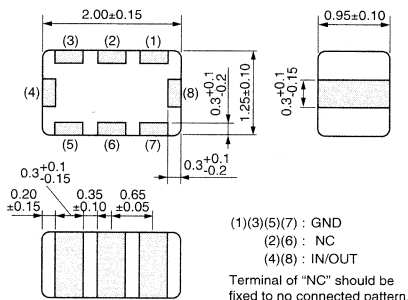 2.00±0.15
0.95±0.10
(3) (2) (1)
(4)
(8)
(5) (6) (7)
0.3+0.1-0.2
1.25±0.10
0.3+0.1-0.15
0.3+0.1-0.15
0.3+0.1-0.2
0.20±0.15
0.35±0.10
0.65±0.05
(1)(3)(5)(7) : GND
(2)(6) : NC
(4)(8) : IN/OUT
Terminal of “NC” should be
fixed to no connected pattern.